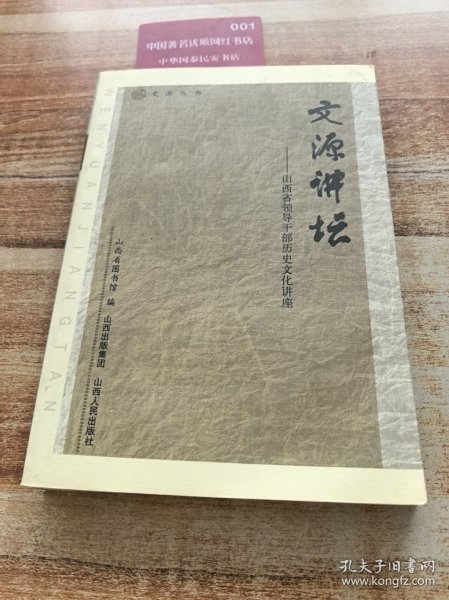 001
中国著名优质网红书店
中华国泰民安书店
文源丛书
文源讲坛
——山西省领导干部历史文化讲座
山西省图书馆 编
山西出版集团 山西人民出版社
WENYUANJIANGTAN
孔夫子旧书网
www.kongfz.com